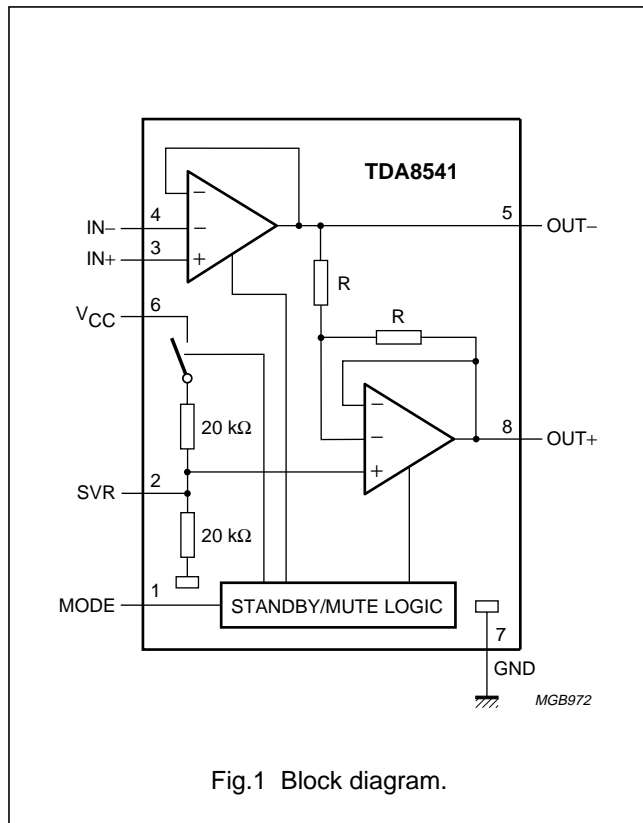 TDA8541
−
4
IN−
−
5
OUT−
3
IN+
+
R
6
VCC
R
20 kΩ
−
−
8
OUT+
+
2
SVR
20 kΩ
1
MODE
STANDBY/MUTE LOGIC
7
GND
MGB972
Fig.1 Block diagram.